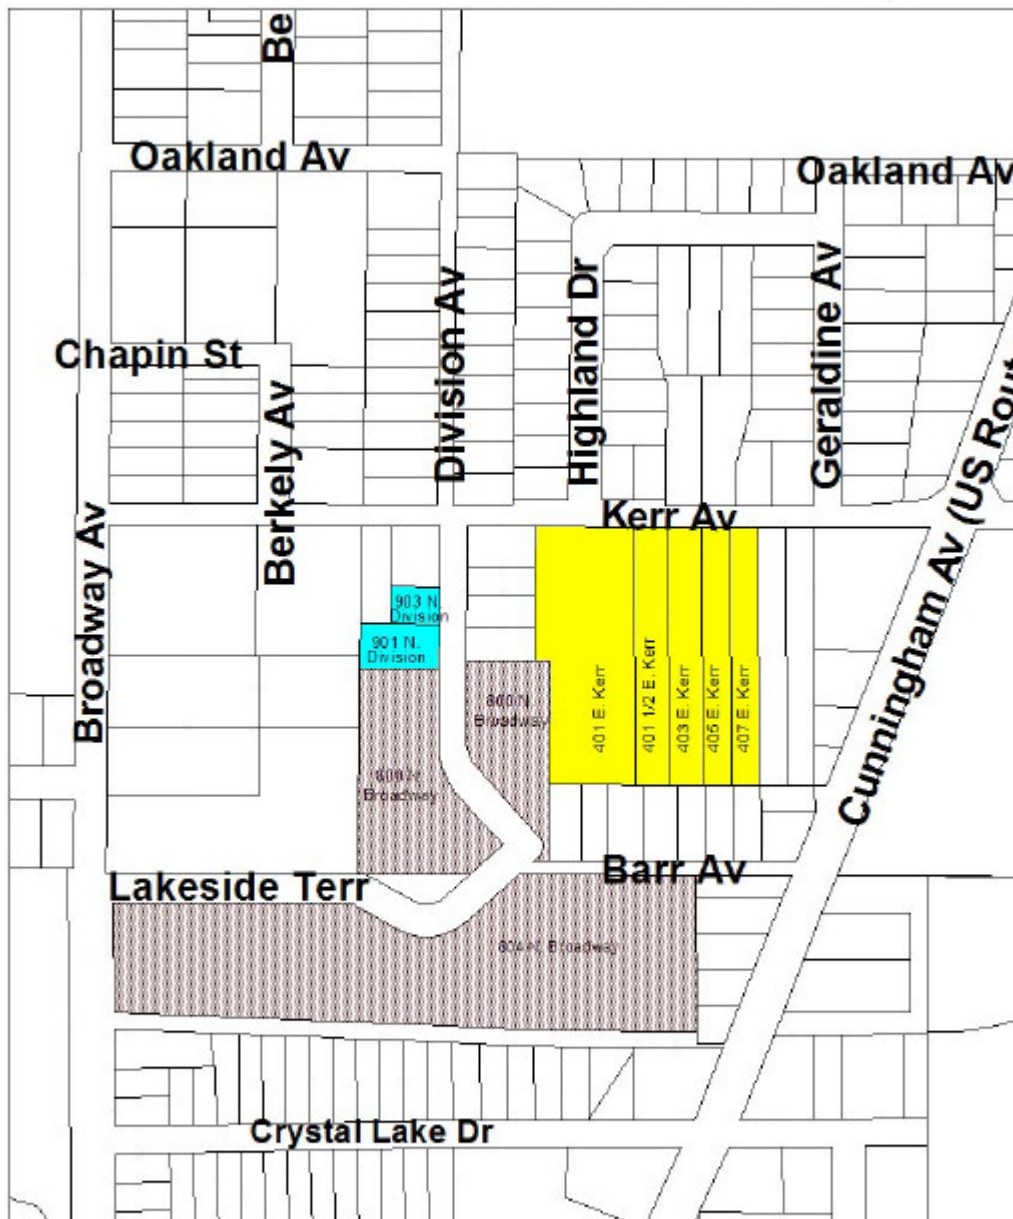 Be
Oakland Av
Oakland Av
Chapin St
Berkely Av
Division Av
Highland Dr
Geraldine Av
Broadway Av
Kerr Av
Cunningham Av (US Rout
903 N.
Division
901 N.
Division
401 E. Kerr
401 1/2 E. Kerr
403 E. Kerr
405 E. Kerr
407 E. Kerr
N.
Broadway
Broadway
Lakeside Terr
Barr Av
N. Broadway
Crystal Lake Dr